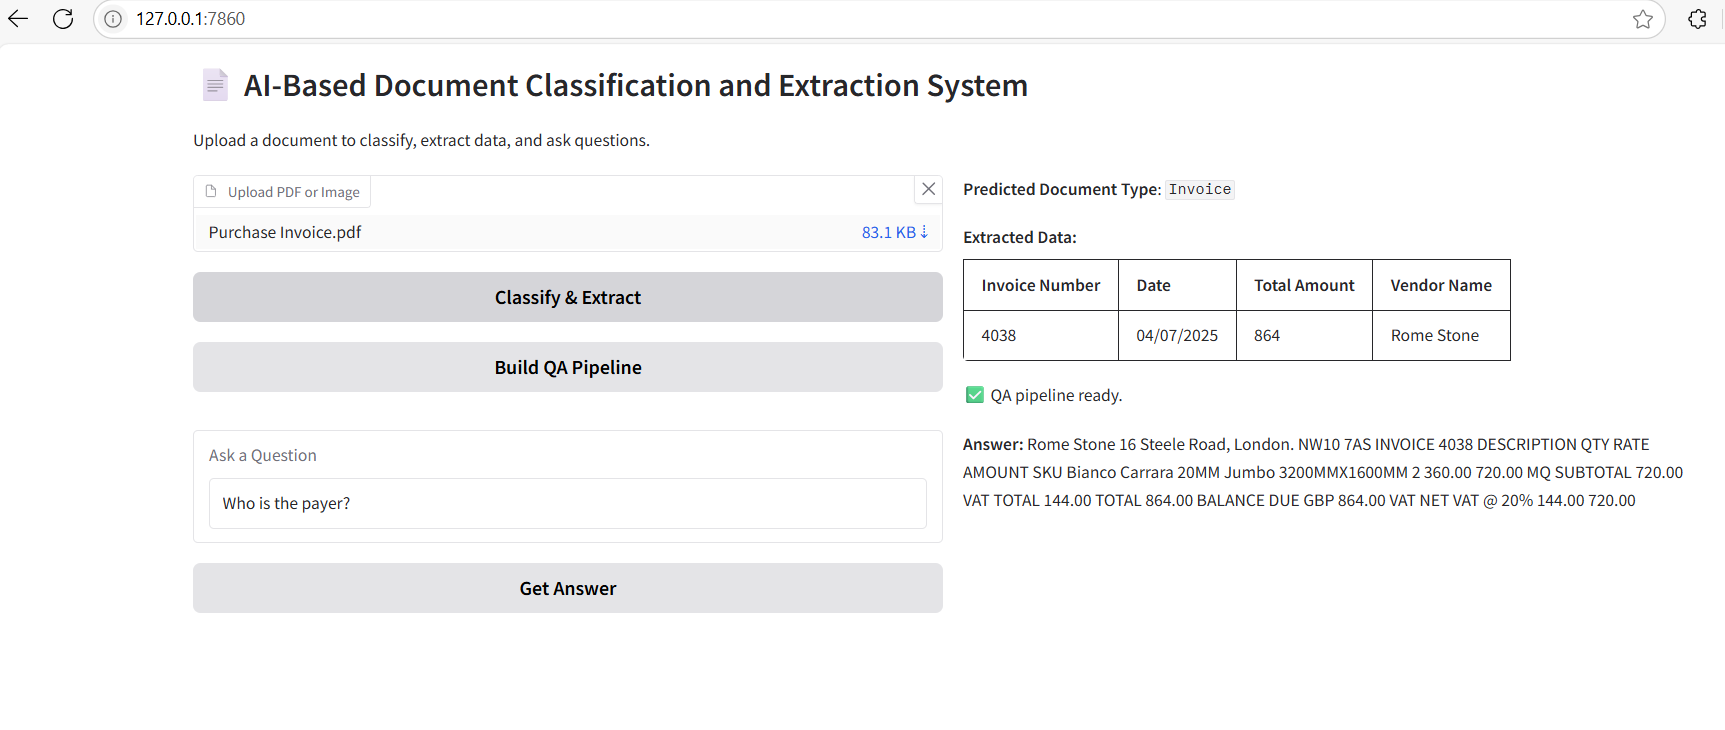 127.0.0.1:7860
AI-Based Document Classification and Extraction System
Upload a document to classify, extract data, and ask questions.
Upload PDF or Image
Purchase Invoice.pdf 83.1 KB ⇣
Classify & Extract
Build QA Pipeline
Ask a Question
Who is the payer?
Get Answer
Predicted Document Type: Invoice
Extracted Data:
Invoice Number Date Total Amount Vendor Name
4038 04/07/2025 864 Rome Stone
✅ QA pipeline ready.
Answer: Rome Stone 16 Steele Road, London. NW10 7AS INVOICE 4038 DESCRIPTION QTY RATE
AMOUNT SKU Bianco Carrara 20MM Jumbo 3200MMX1600MM 2 360.00 720.00 MQ SUBTOTAL 720.00
VAT TOTAL 144.00 TOTAL 864.00 BALANCE DUE GBP 864.00 VAT NET VAT @ 20% 144.00 720.00